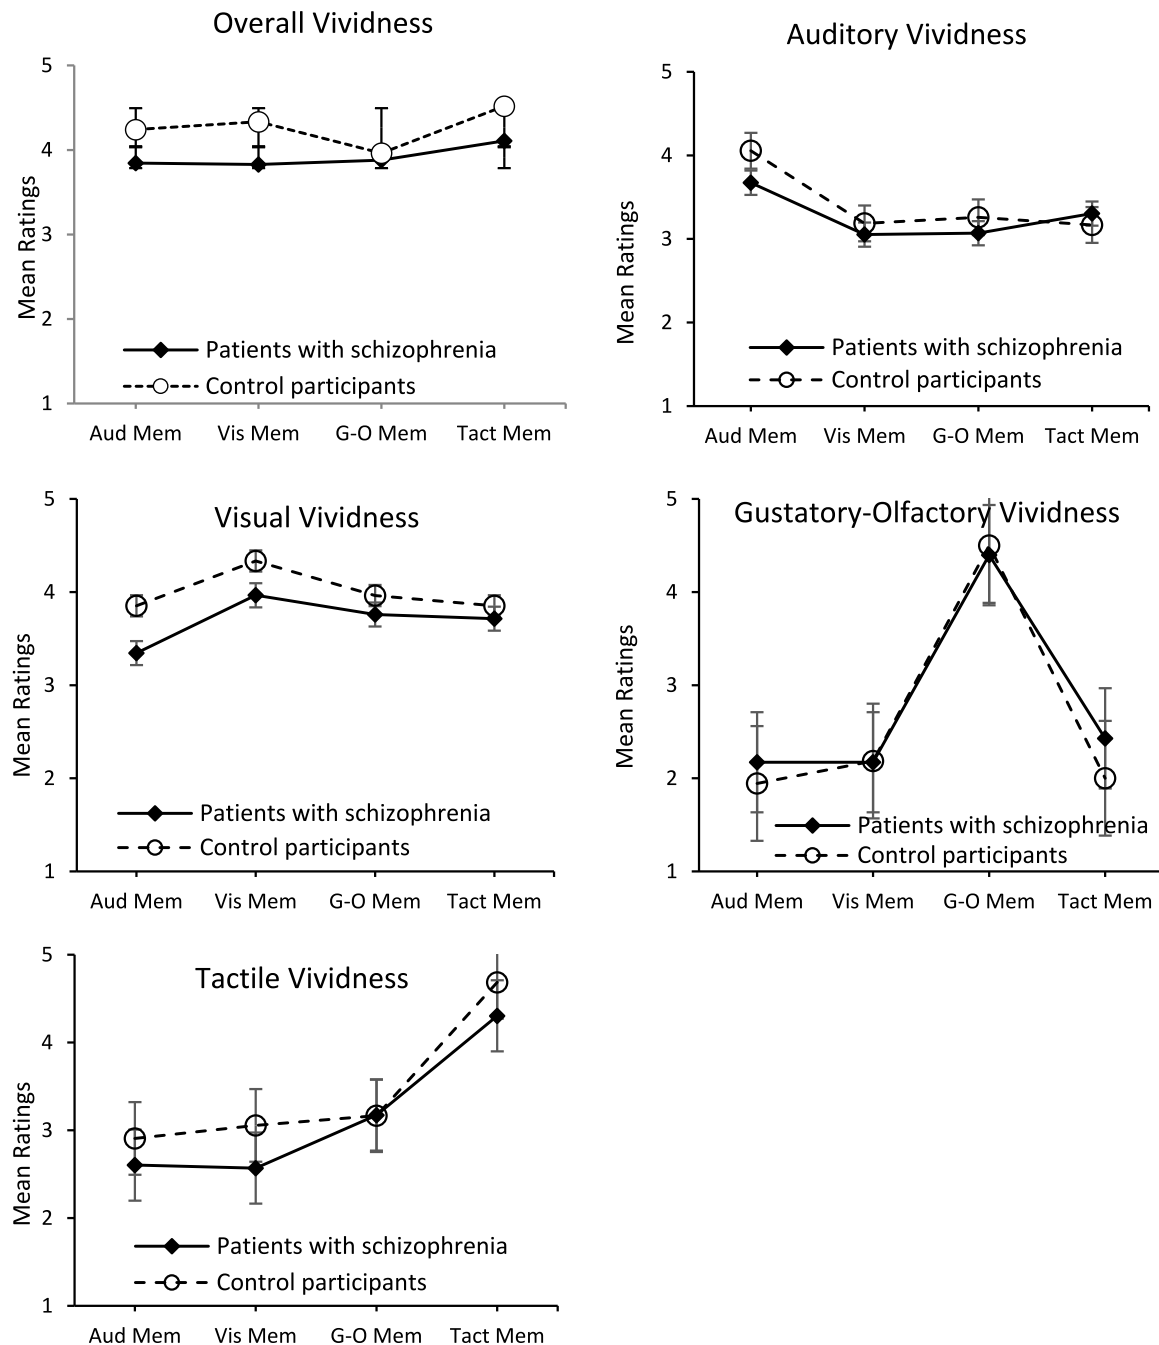 Overall Vividness
5
4
3
2
1
Mean Ratings
Patients with schizophrenia
Control participants
Aud Mem Vis Mem G-O Mem Tact Mem
Auditory Vividness
5
4
3
2
1
Mean Ratings
Patients with schizophrenia
Control participants
Aud Mem Vis Mem G-O Mem Tact Mem
Visual Vividness
5
4
3
2
1
Mean Ratings
Patients with schizophrenia
Control participants
Aud Mem Vis Mem G-O Mem Tact Mem
Gustatory-Olfactory Vividness
5
4
3
2
1
Mean Ratings
Patients with schizophrenia
Control participants
Aud Mem Vis Mem G-O Mem Tact Mem
Tactile Vividness
5
4
3
2
1
Mean Ratings
Patients with schizophrenia
Control participants
Aud Mem Vis Mem G-O Mem Tact Mem